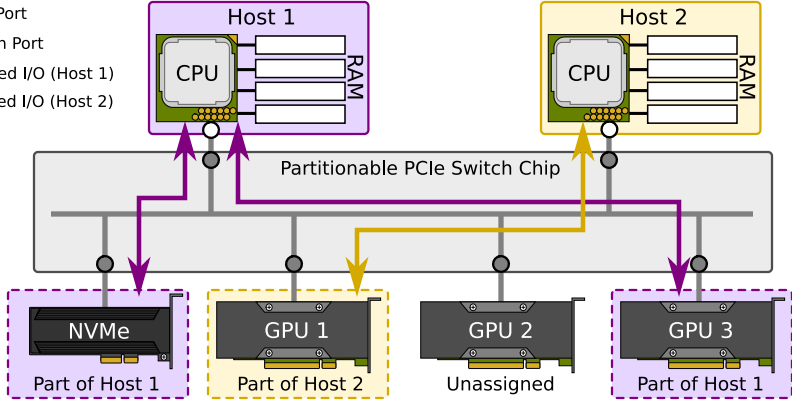 Port
Port
ed I/O (Host 1)
ed I/O (Host 2)
Host 1
CPU
RAM
Host 2
CPU
RAM
Partitionable PCIe Switch Chip
NVMe
GPU 1
GPU 2
GPU 3
Part of Host 1
Part of Host 2
Unassigned
Part of Host 1